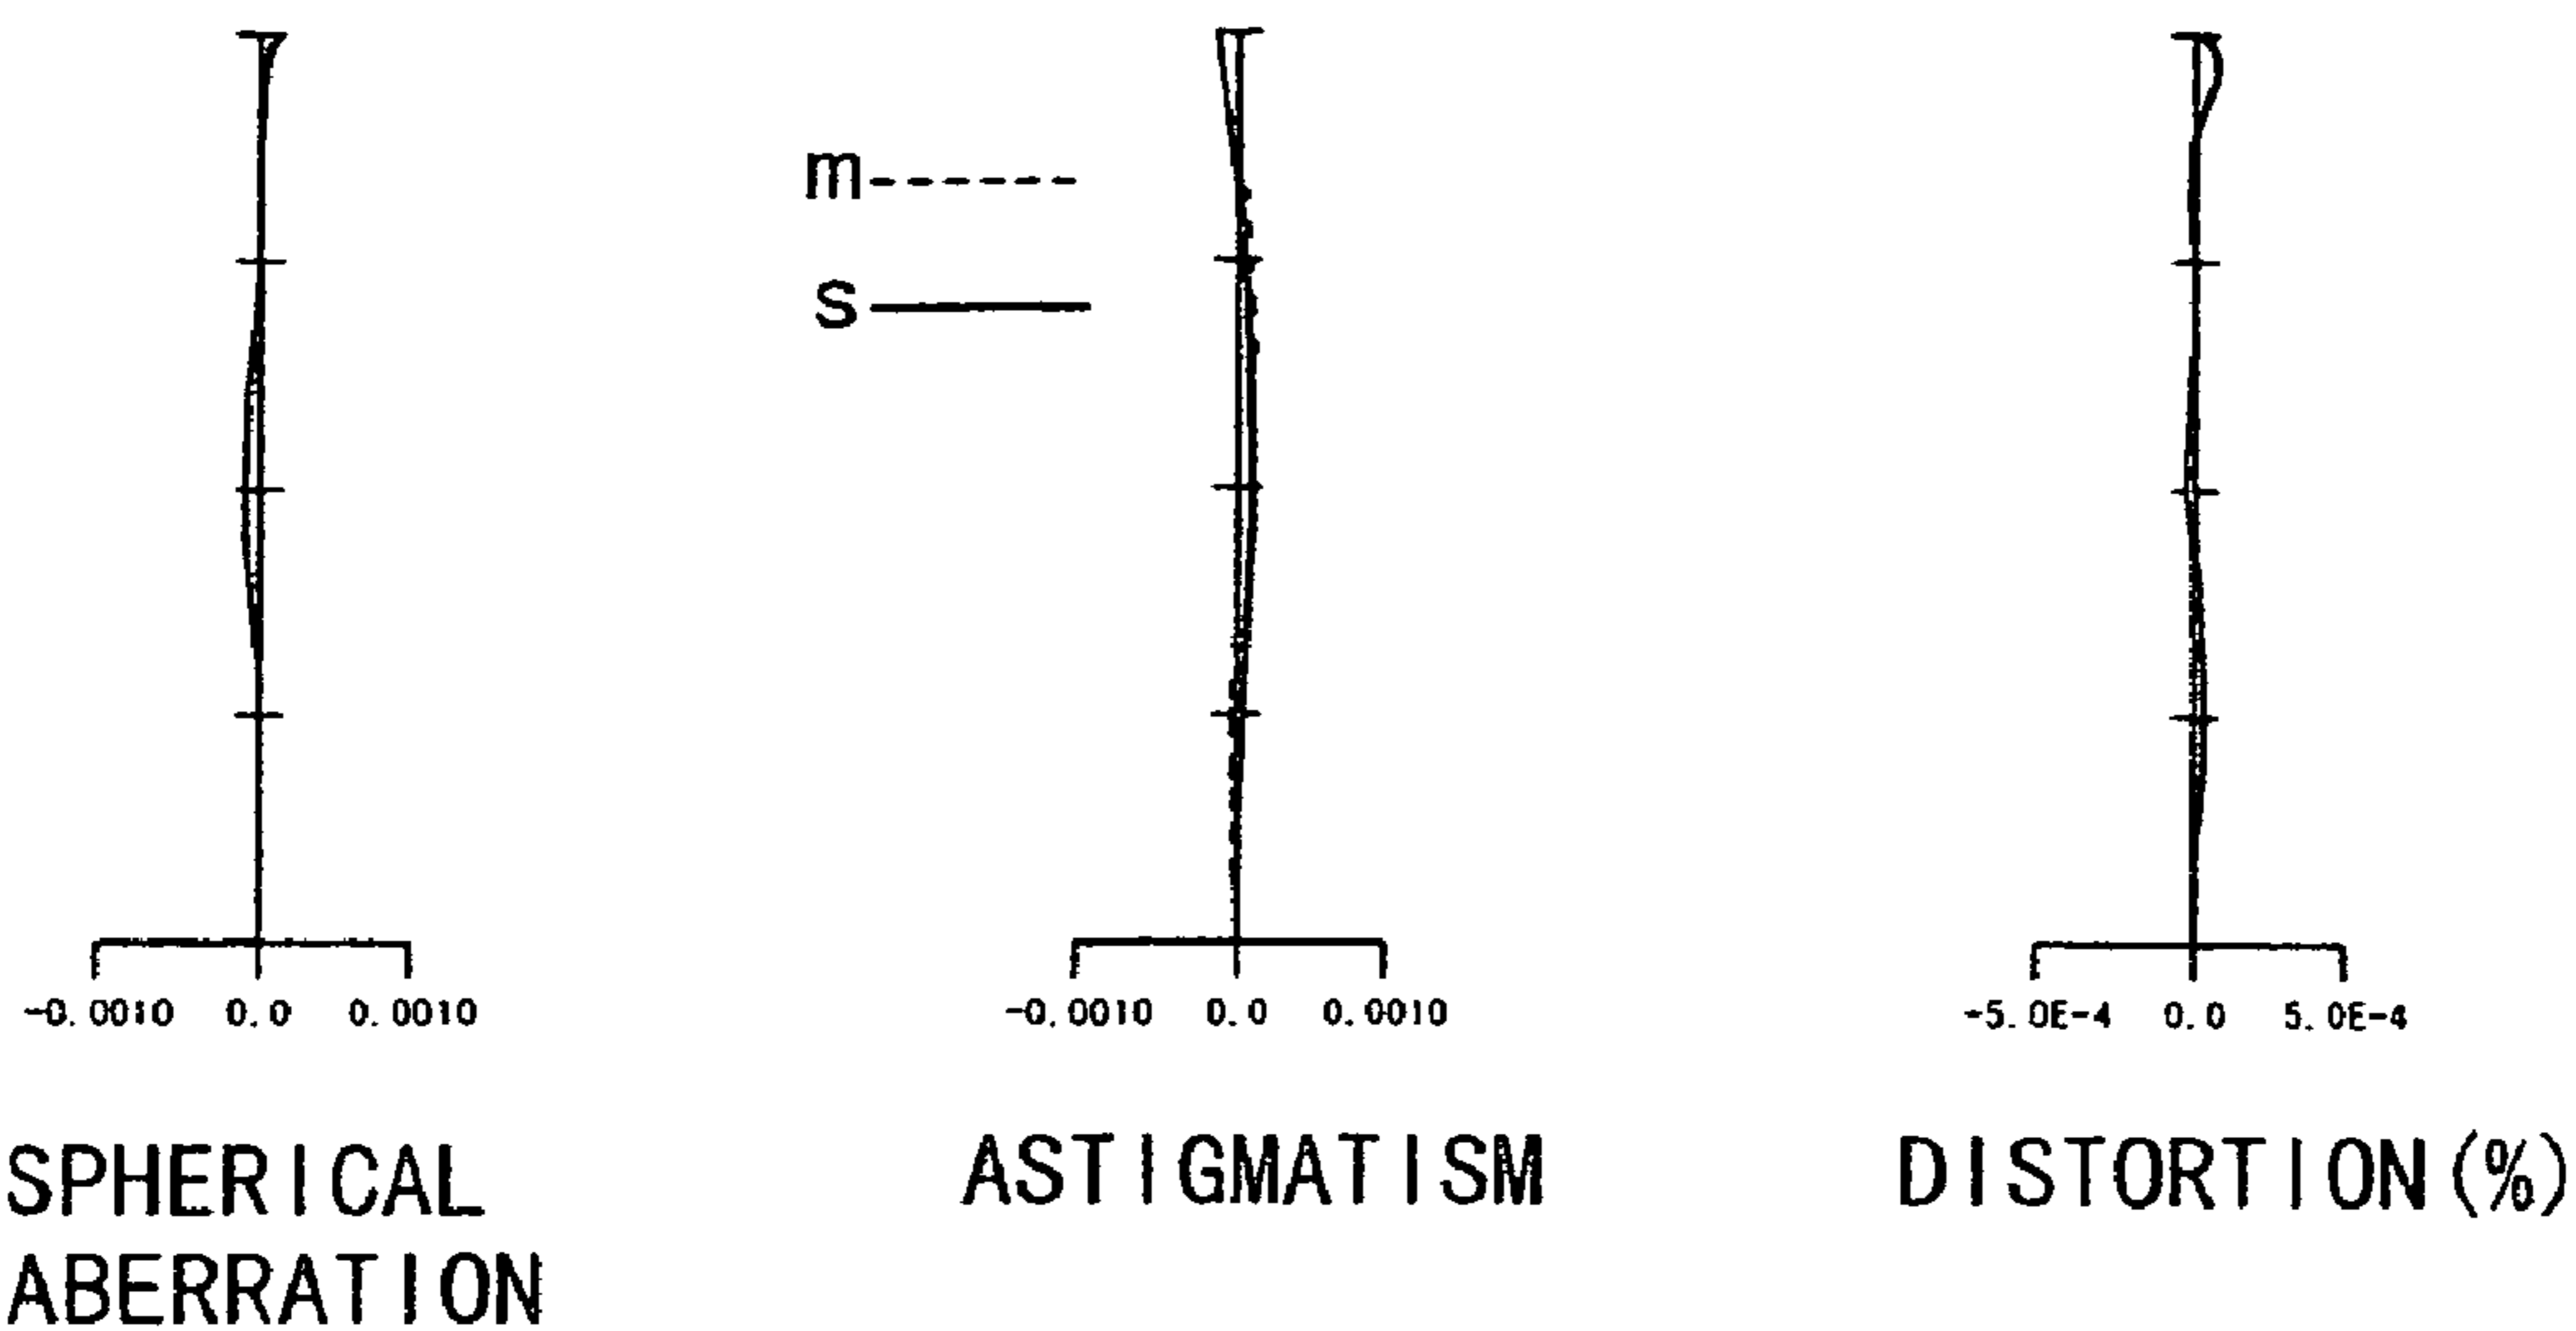 m
s
-0.0010 0.0 0.0010
-0.0010 0.0 0.0010
-5.0E-4 0.0 5.0E-4
SPHERICAL
ABERRATION
ASTIGMATISM
DISTORTION(%)